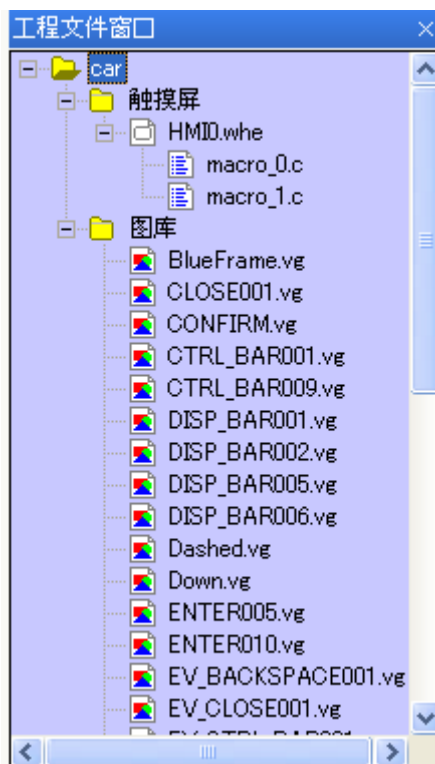 工程文件窗口
car
触摸屏
HMI0.whe
macro_0.c
macro_1.c
图库
BlueFrame.vg
CLOSE001.vg
CONFIRM.vg
CTRL_BAR001.vg
CTRL_BAR009.vg
DISP_BAR001.vg
DISP_BAR002.vg
DISP_BAR005.vg
DISP_BAR006.vg
Dashed.vg
Down.vg
ENTER005.vg
ENTER010.vg
EV_BACKSPACE001.vg
EV_CLOSE001.vg